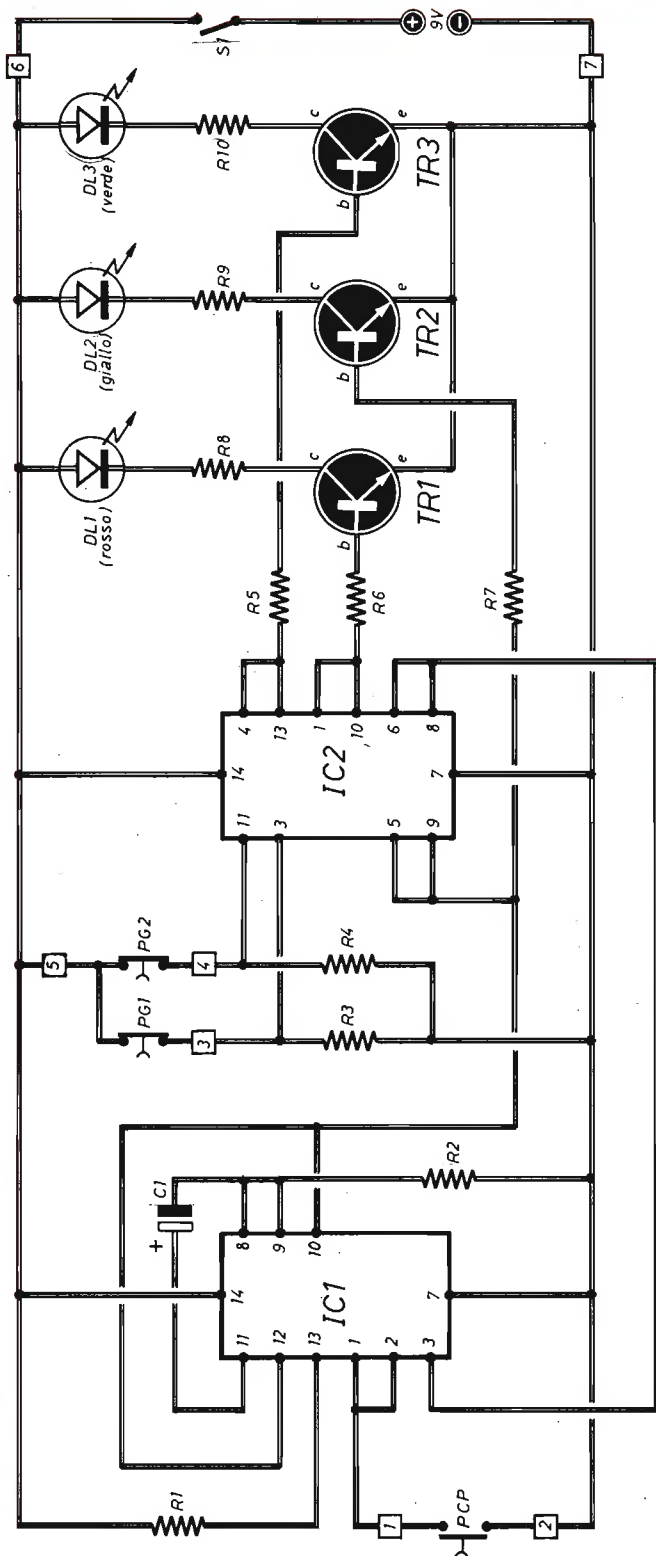 R1
PCP
1
2
IC1
14
11
12
13
1
2
3
8
9
10
7
+
C1
R2
5
PG1
PG2
3
4
R3
R4
IC2
14
11
3
5
9
4
13
1
10
6
8
7
R5
R6
R7
DL1
(rosso)
R8
c
b
e
TR1
DL2
(giallo)
R9
c
b
e
TR2
DL3
(verde)
R10
c
b
e
TR3
6
S1
+
9V
−
7